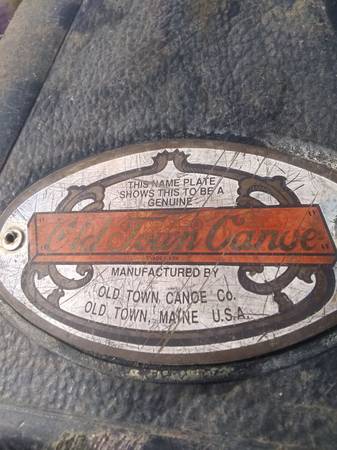 THIS NAME PLATE
SHOWS THIS TO BE A
GENUINE
"Old Town Canoe"
MANUFACTURED BY
OLD TOWN CANOE Co.
OLD TOWN, MAINE U.S.A.